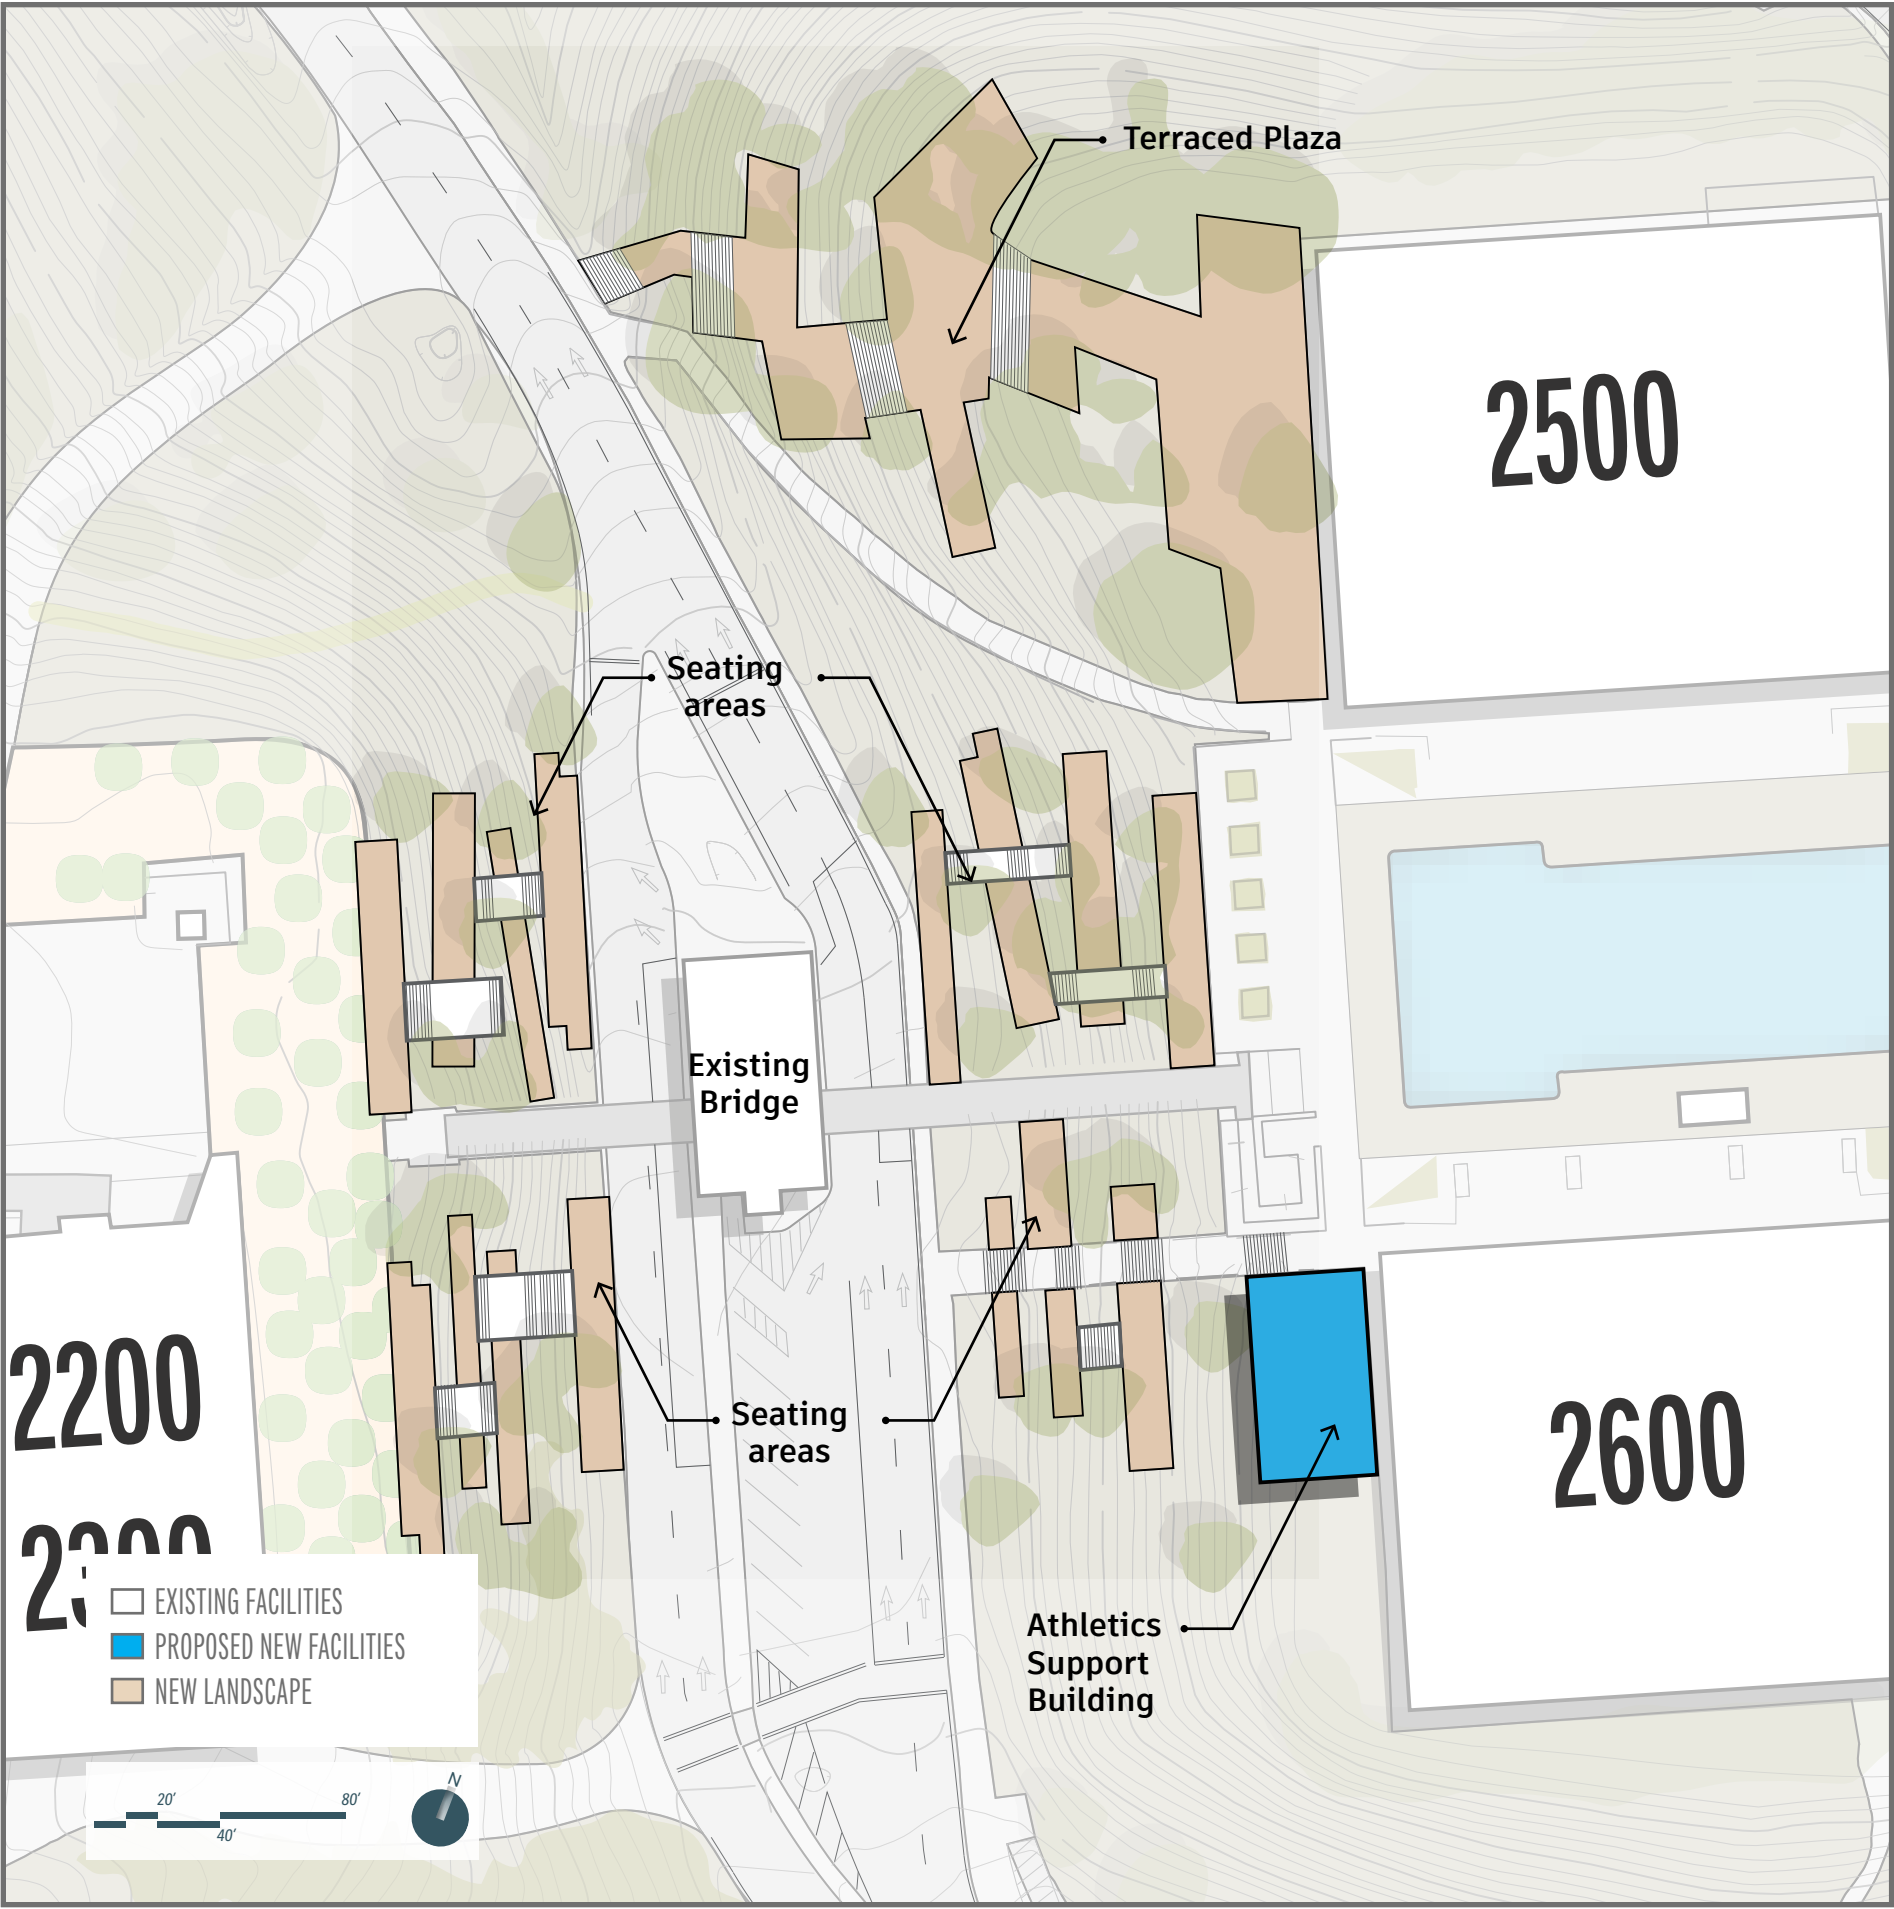 Terraced Plaza
2500
Seating
areas
Existing
Bridge
2200
Seating
areas
2600
2300
EXISTING FACILITIES
PROPOSED NEW FACILITIES
NEW LANDSCAPE
Athletics
Support
Building
20'
80'
40'
N